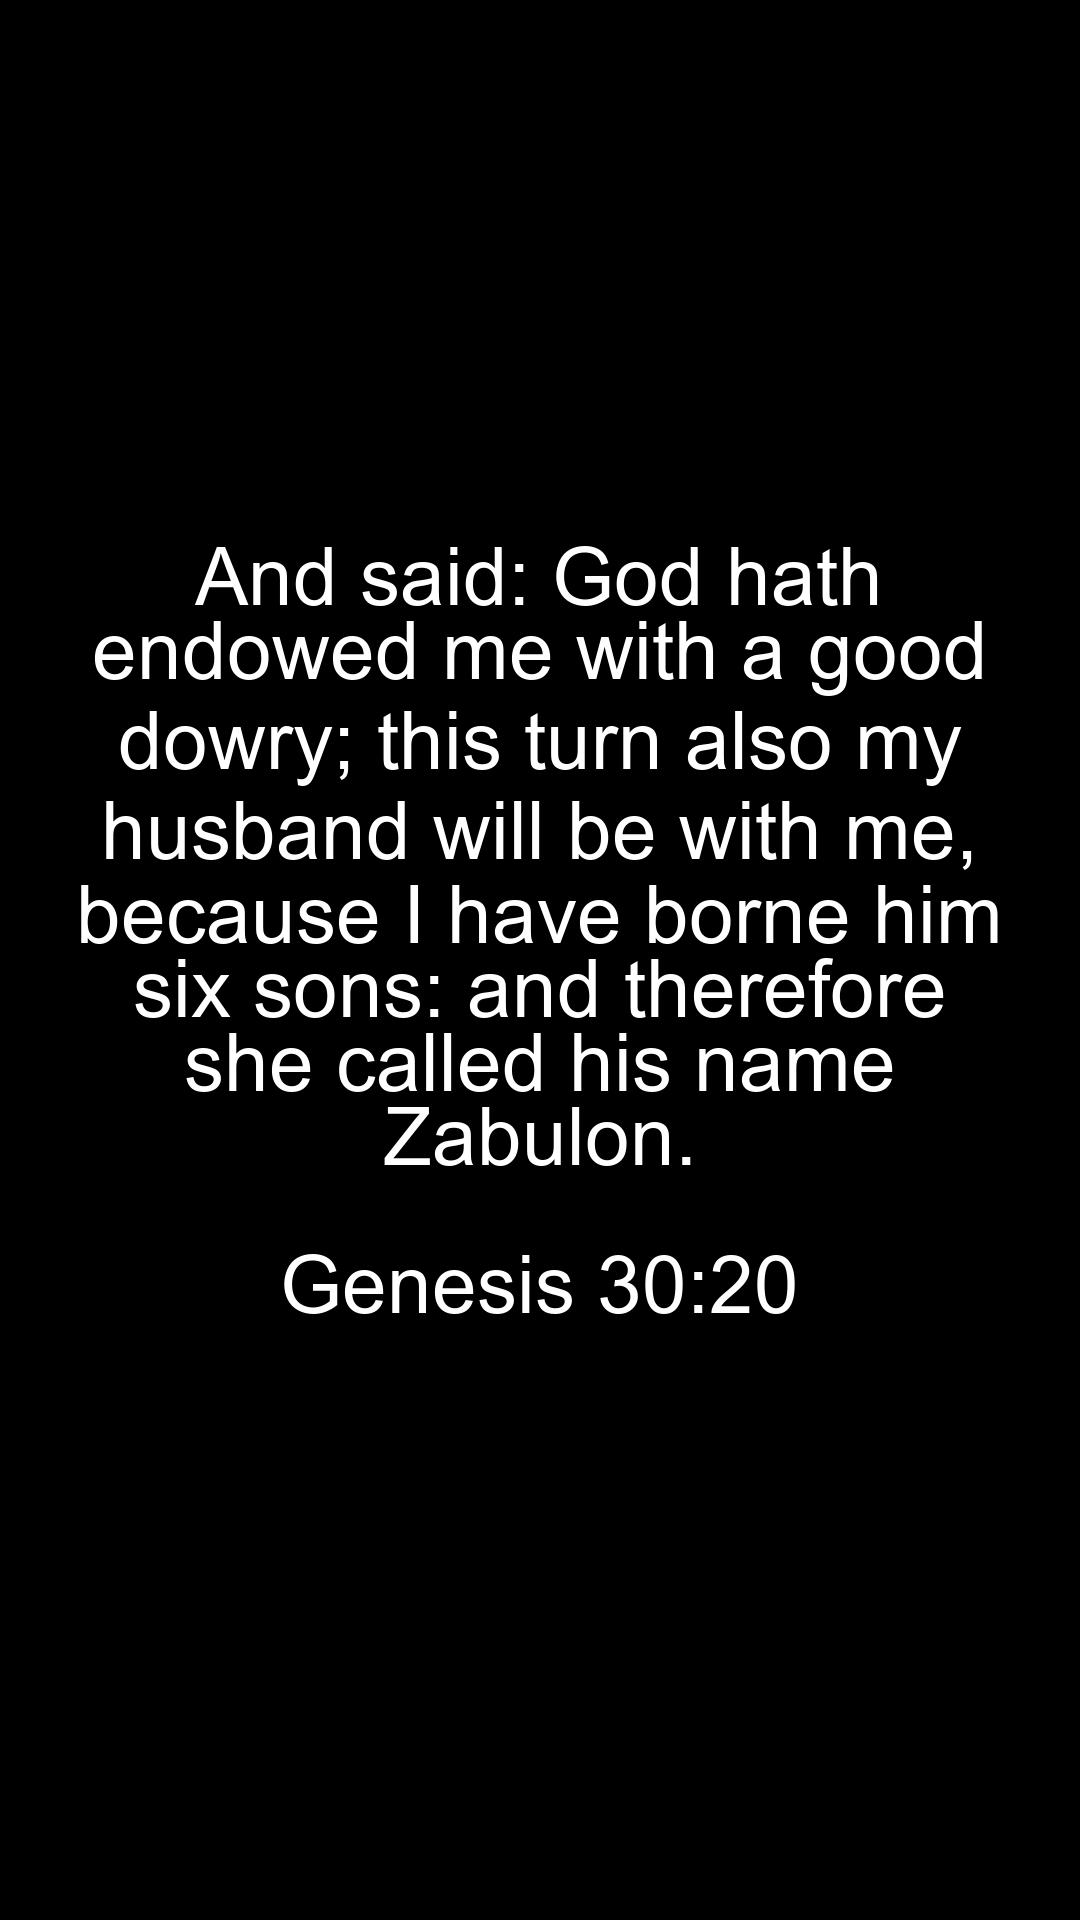 And said: God hath
endowed me with a good
dowry; this turn also my
husband will be with me,
because I have borne him
six sons: and therefore
she called his name
Zabulon.
Genesis 30:20